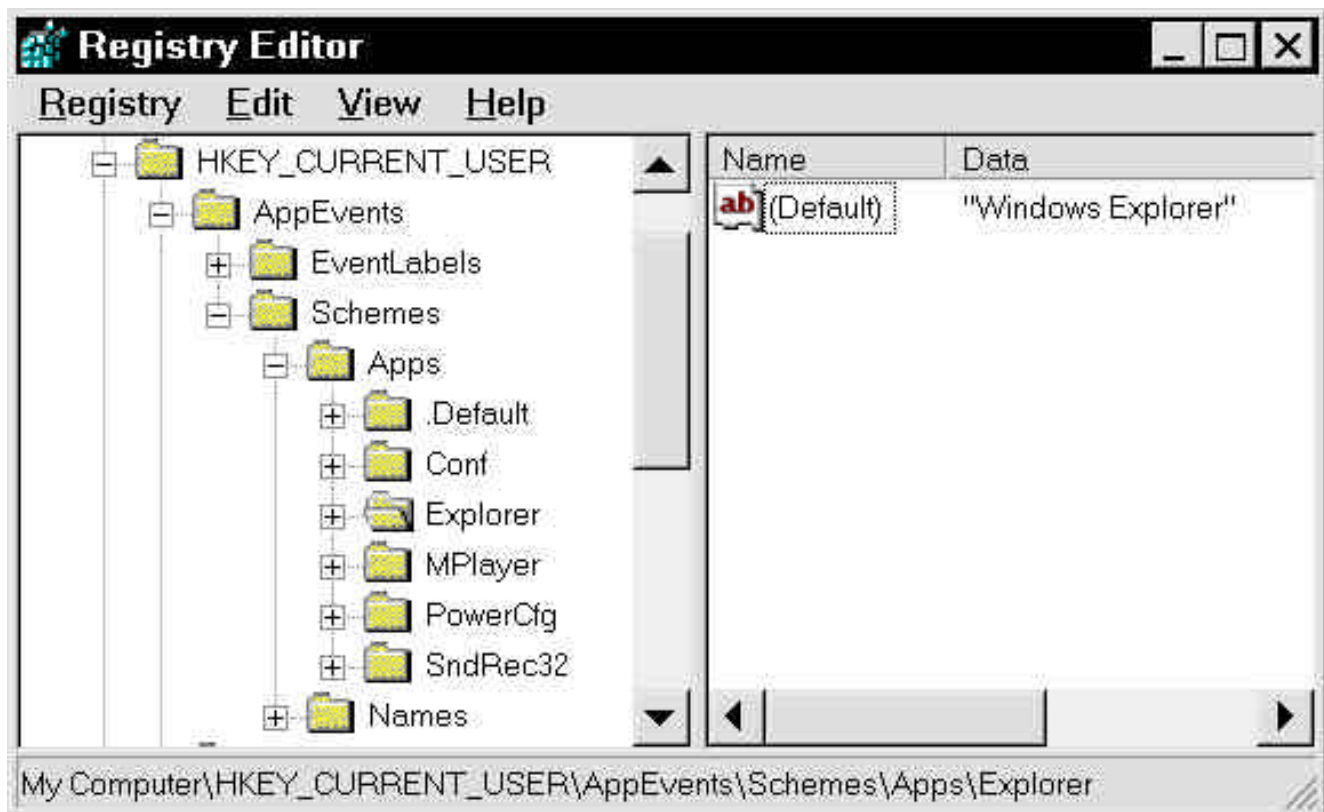 Registry Editor
Registry Edit View Help
HKEY_CURRENT_USER
AppEvents
EventLabels
Schemes
Apps
.Default
Conf
Explorer
MPlayer
PowerCfg
SndRec32
Names
Name Data
ab (Default) "Windows Explorer"
My Computer\HKEY_CURRENT_USER\AppEvents\Schemes\Apps\Explorer